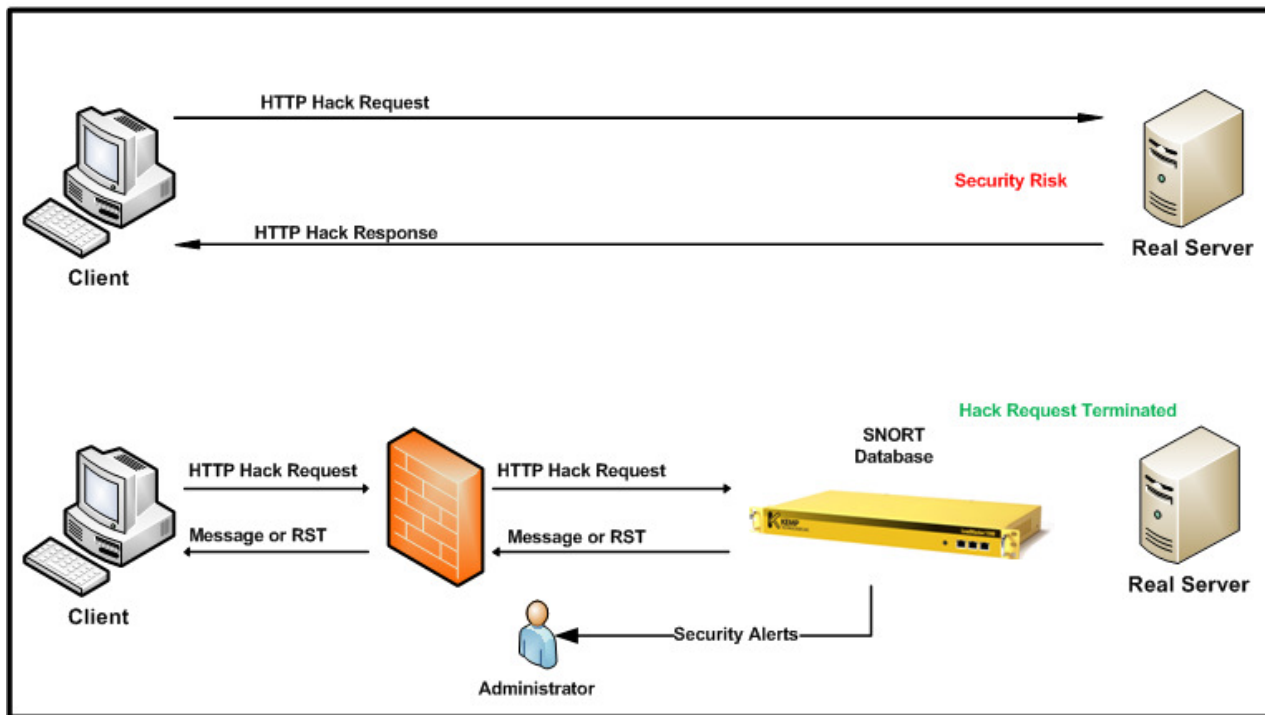 HTTP Hack Request
Security Risk
HTTP Hack Response
Client
Real Server
Hack Request Terminated
SNORT
Database
HTTP Hack Request
HTTP Hack Request
Message or RST
Message or RST
KEMP
Client
Real Server
Security Alerts
Administrator